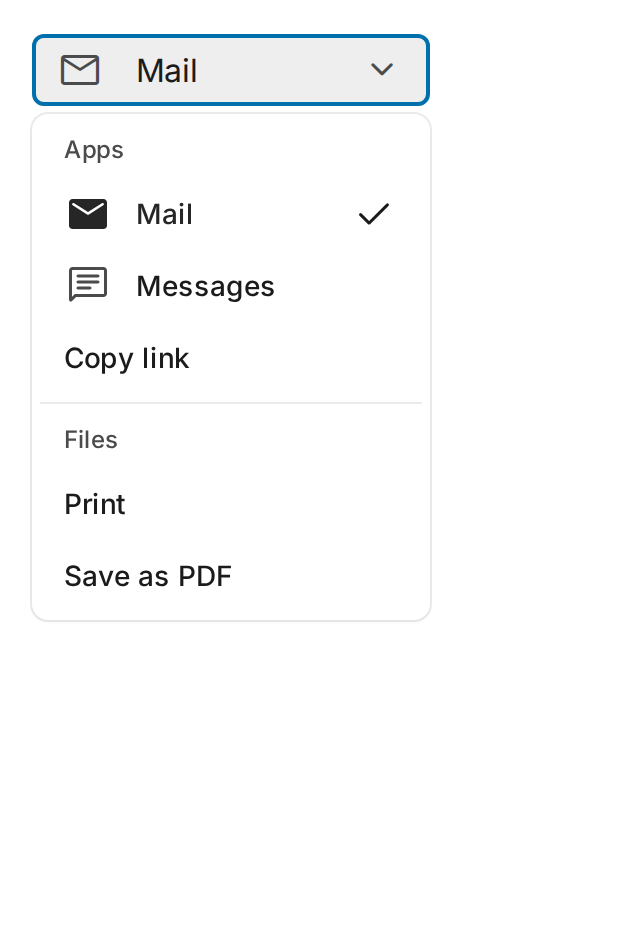 Mail
Apps
Mail
Messages
Copy link
Files
Print
Save as PDF